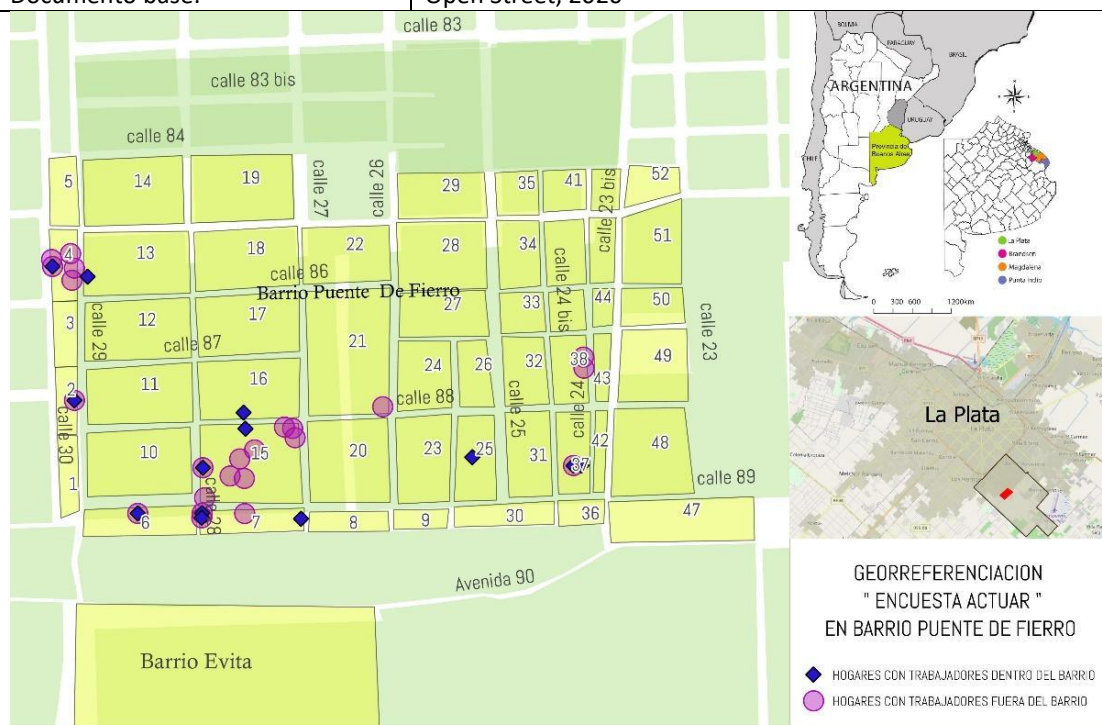 Documento base:
Open Street, 2020
calle 83
calle 83 bis
calle 84
5
14
19
calle 27
calle 26
29
35
41
calle 23 bis
52
4
13
18
22
28
34
51
calle 86
Barrio Puente De Fierro
calle 24 bis
calle 29
3
12
17
27
33
44
50
calle 23
calle 87
21
2
11
16
24
26
32
38
43
49
calle 88
calle 25
calle 24
calle 30
1
10
15
20
23
25
31
37
42
48
calle 89
calle 28
6
7
8
9
30
36
47
Avenida 90
Barrio Evita
BOLIVIA
PARAGUAY
BRASIL
ARGENTINA
URUGUAY
CHILE
Provincia de
Buenos Aires
La Plata
Brandsen
Magdalena
Punta Indio
0 300 600 1200km
La Plata
GEORREFERENCIACION
" ENCUESTA ACTUAR "
EN BARRIO PUENTE DE FIERRO
HOGARES CON TRABAJADORES DENTRO DEL BARRIO
HOGARES CON TRABAJADORES FUERA DEL BARRIO